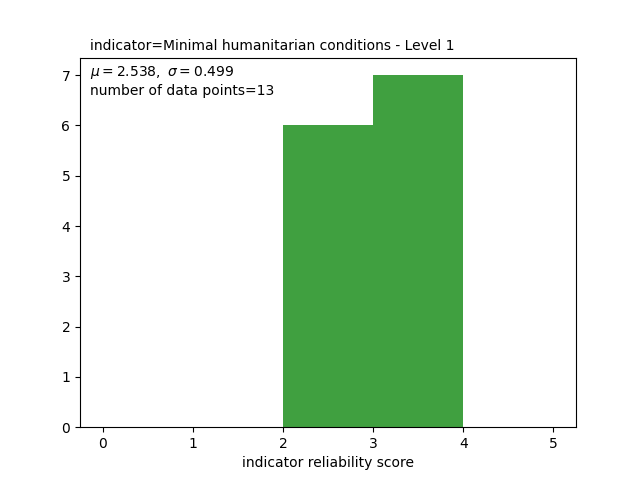 indicator=Minimal humanitarian conditions - Level 1
μ = 2.538, σ = 0.499
number of data points=13
7
6
5
4
3
2
1
0
0 1 2 3 4 5
indicator reliability score